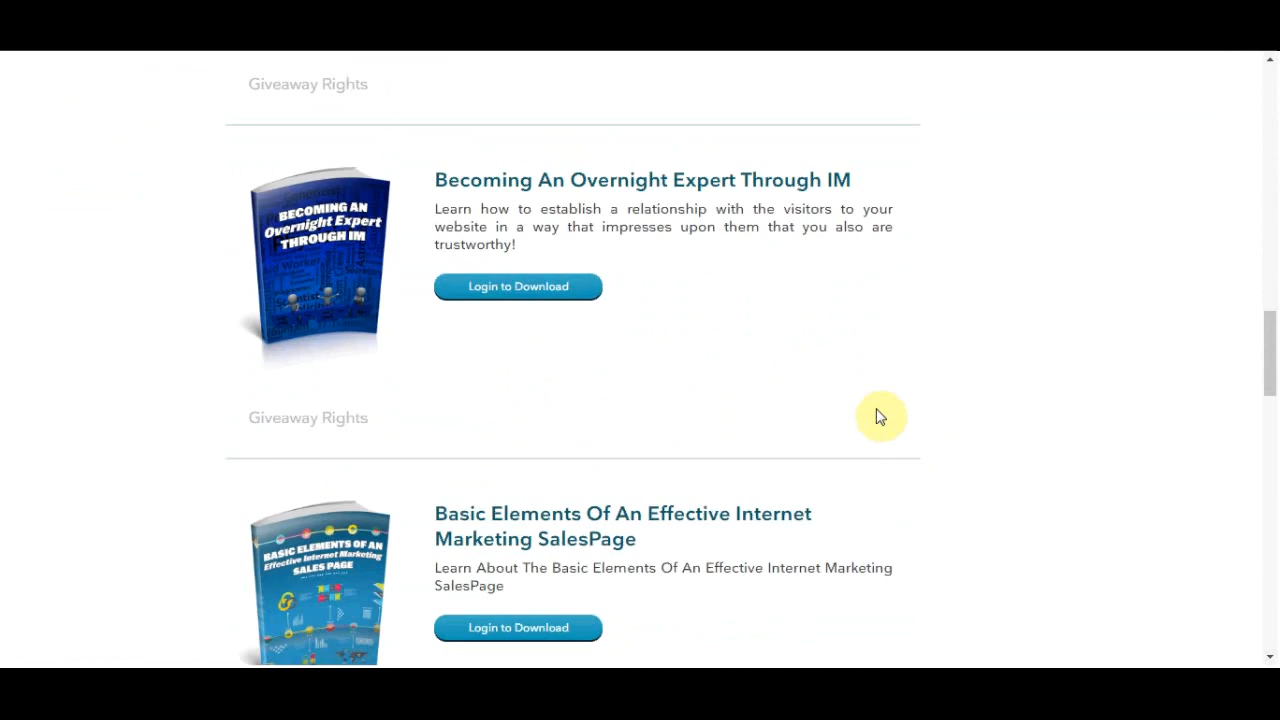 Giveaway Rights
Becoming An Overnight Expert Through IM
Learn how to establish a relationship with the visitors to your
website in a way that impresses upon them that you also are
trustworthy!
Login to Download
BECOMING AN
Overnight Expert
THROUGH IM
Giveaway Rights
Basic Elements Of An Effective Internet
Marketing SalesPage
Learn About The Basic Elements Of An Effective Internet Marketing
SalesPage
Login to Download
BASIC ELEMENTS OF AN
Effective Internet Marketing
SALES PAGE